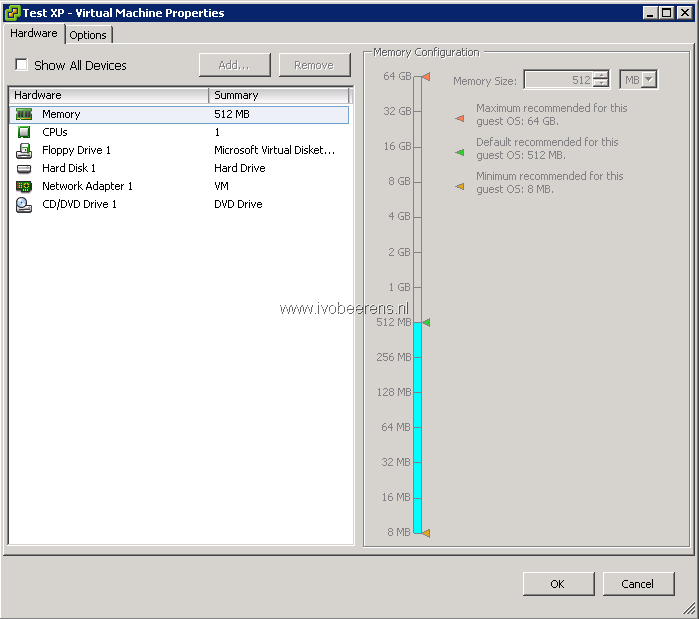 Test XP - Virtual Machine Properties
Hardware Options
Show All Devices
Add...
Remove
Hardware Summary
Memory 512 MB
CPUs 1
Floppy Drive 1 Microsoft Virtual Disket...
Hard Disk 1 Hard Drive
Network Adapter 1 VM
CD/DVD Drive 1 DVD Drive
Memory Configuration
64 GB
32 GB
16 GB
8 GB
4 GB
2 GB
1 GB
512 MB
256 MB
128 MB
64 MB
32 MB
16 MB
8 MB
Memory Size: 512 MB
Maximum recommended for this
guest OS: 64 GB.
Default recommended for this
guest OS: 512 MB.
Minimum recommended for this
guest OS: 8 MB.
www.ivobeerens.nl
OK
Cancel